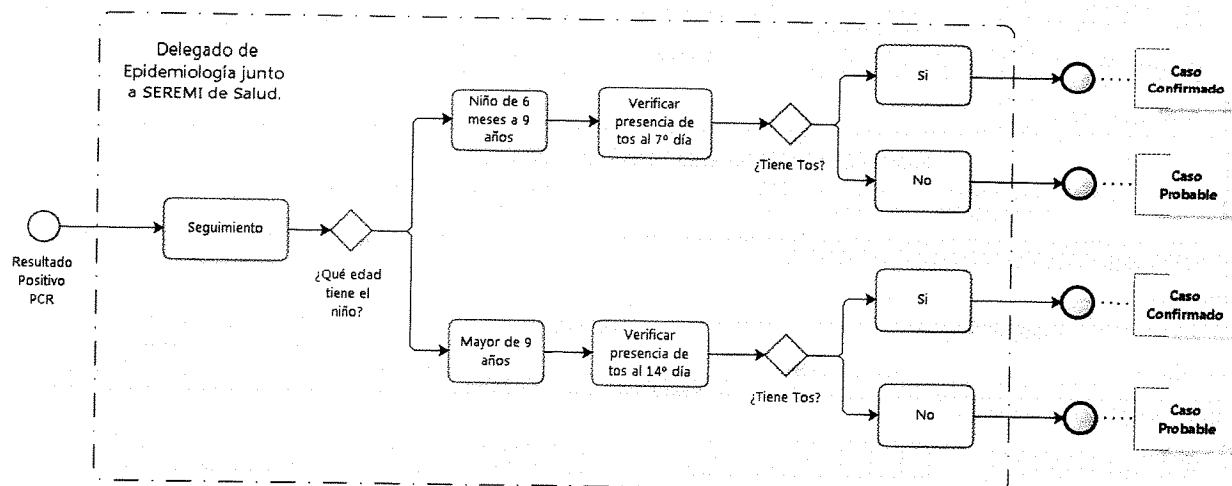 Delegado de
Epidemiología junto
a SEREMI de Salud.
Resultado
Positivo
PCR
Seguimiento
¿Qué edad
tiene el
niño?
Niño de 6
meses a 9
años
Verificar
presencia de
tos al 7º día
¿Tiene Tos?
Si
Caso
Confirmado
No
Caso
Probable
Mayor de 9
años
Verificar
presencia de
tos al 14º día
¿Tiene Tos?
Si
Caso
Confirmado
No
Caso
Probable